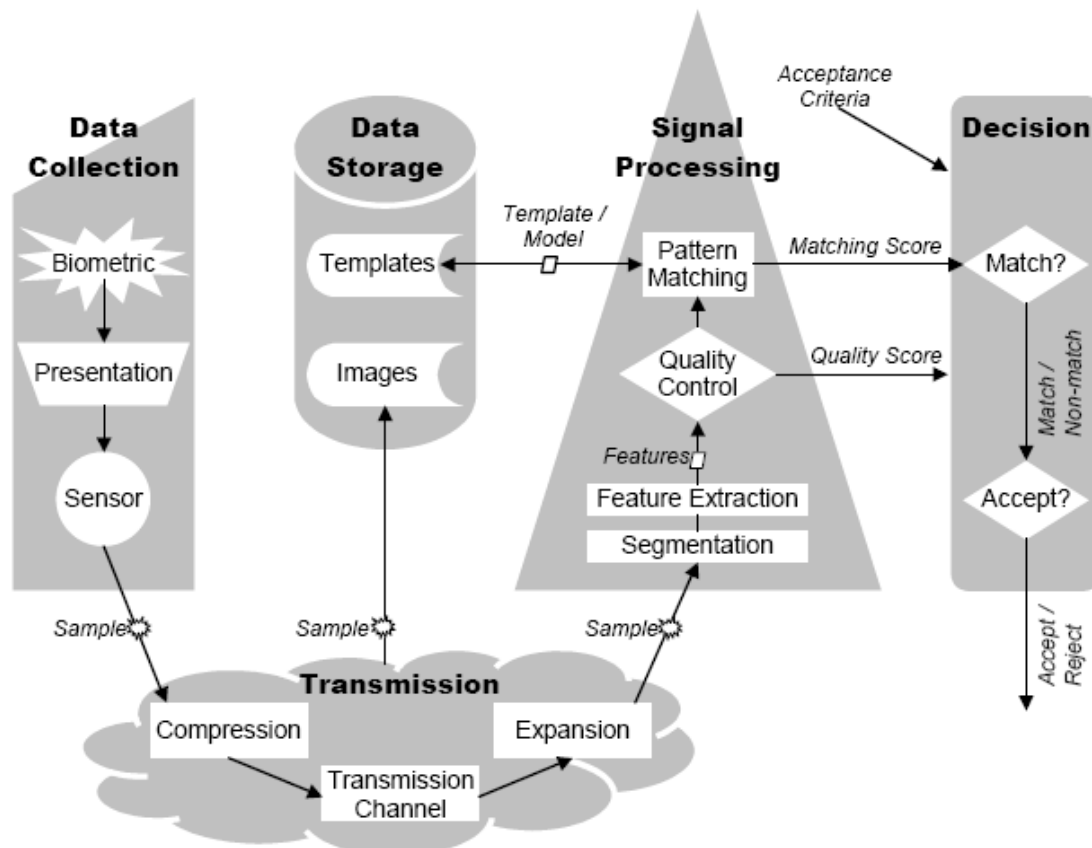 Data
Collection
Biometric
Presentation
Sensor
Sample
Data
Storage
Templates
Images
Sample
Template /
Model
Signal
Processing
Pattern
Matching
Quality
Control
Features
Feature Extraction
Segmentation
Sample
Matching Score
Quality Score
Acceptance
Criteria
Decision
Match?
Match /
Non-match
Accept?
Accept /
Reject
Transmission
Compression
Transmission
Channel
Expansion